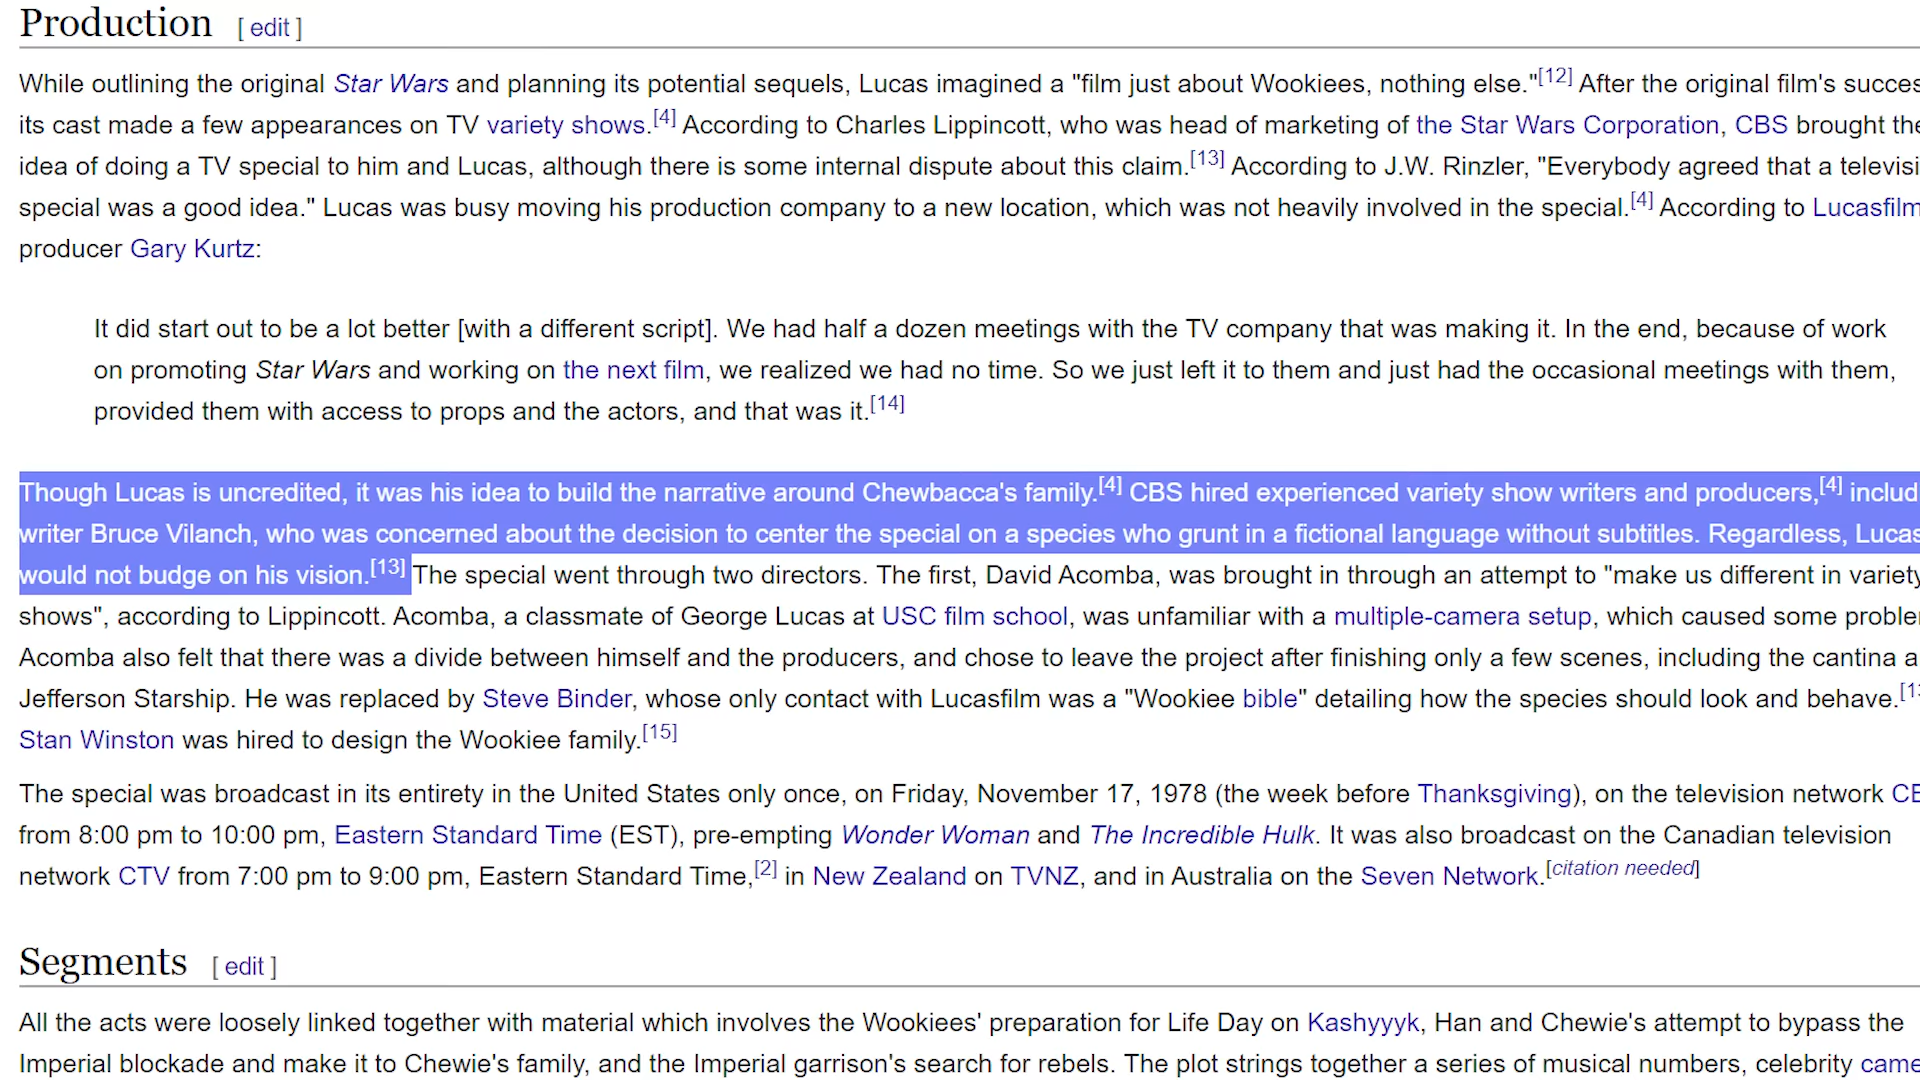 Production [ edit ]
While outlining the original Star Wars and planning its potential sequels, Lucas imagined a "film just about Wookiees, nothing else."[12] After the original film's
its cast made a few appearances on TV variety shows.[4] According to Charles Lippincott, who was head of marketing of the Star Wars Corporation, CBS brought
idea of doing a TV special to him and Lucas, although there is some internal dispute about this claim.[13] According to J.W. Rinzler, "Everybody agreed that a
special was a good idea." Lucas was busy moving his production company to a new location, which was not heavily involved in the special.[4] According to Lucasfilm
producer Gary Kurtz:
It did start out to be a lot better [with a different script]. We had half a dozen meetings with the TV company that was making it. In the end, because of work
on promoting Star Wars and working on the next film, we realized we had no time. So we just left it to them and just had the occasional meetings with them,
provided them with access to props and the actors, and that was it.[14]
Though Lucas is uncredited, it was his idea to build the narrative around Chewbacca's family.[4] CBS hired experienced variety show writers and producers,[4]
writer Bruce Vilanch, who was concerned about the decision to center the special on a species who grunt in a fictional language without subtitles. Regardless, Lucas
would not budge on his vision.[13] The special went through two directors. The first, David Acomba, was brought in through an attempt to "make us different in variety
shows", according to Lippincott. Acomba, a classmate of George Lucas at USC film school, was unfamiliar with a multiple-camera setup, which caused some
Acomba also felt that there was a divide between himself and the producers, and chose to leave the project after finishing only a few scenes, including the cantina
Jefferson Starship. He was replaced by Steve Binder, whose only contact with Lucasfilm was a "Wookiee bible" detailing how the species should look and behave.
Stan Winston was hired to design the Wookiee family.[15]
The special was broadcast in its entirety in the United States only once, on Friday, November 17, 1978 (the week before Thanksgiving), on the television network
from 8:00 pm to 10:00 pm, Eastern Standard Time (EST), pre-empting Wonder Woman and The Incredible Hulk. It was also broadcast on the Canadian television
network CTV from 7:00 pm to 9:00 pm, Eastern Standard Time,[2] in New Zealand on TVNZ, and in Australia on the Seven Network.[citation needed]
Segments [ edit ]
All the acts were loosely linked together with material which involves the Wookiees' preparation for Life Day on Kashyyyk, Han and Chewie's attempt to bypass the
Imperial blockade and make it to Chewie's family, and the Imperial garrison's search for rebels. The plot strings together a series of musical numbers, celebrity